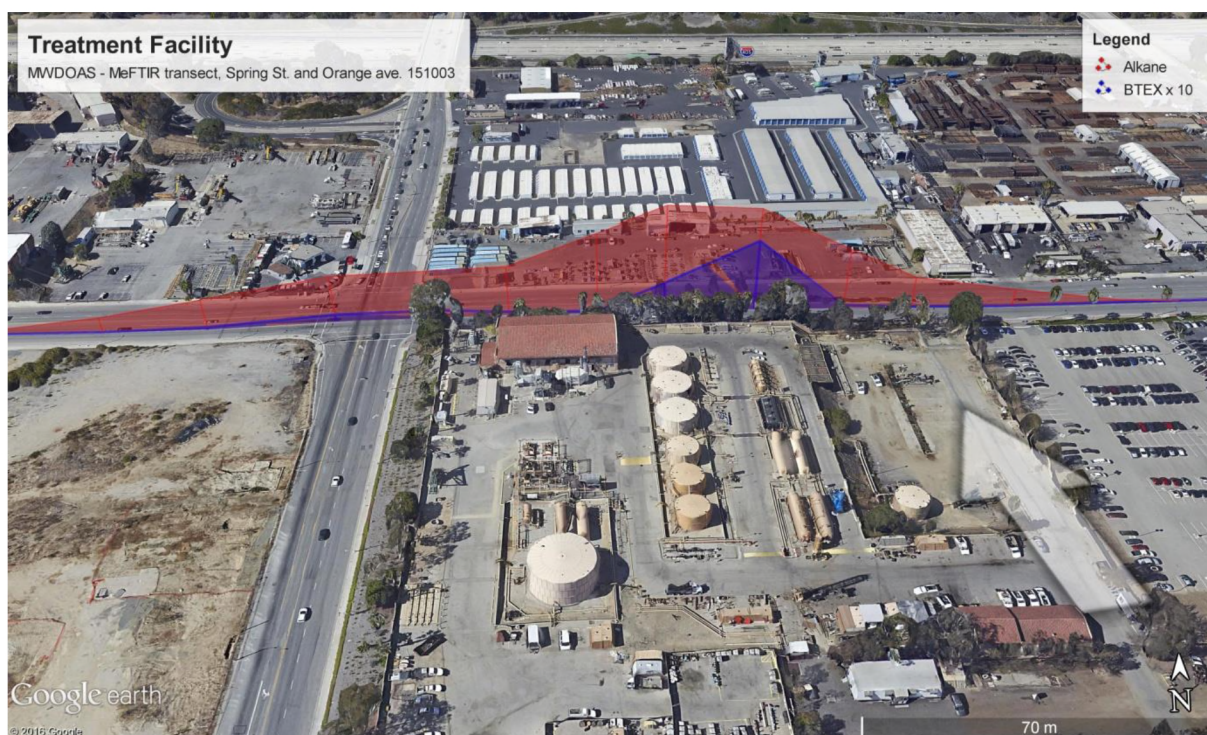 Treatment Facility
MWDOAS - MeFTIR transect, Spring St. and Orange ave. 151003
Legend
Alkane
BTEX x 10
405
Google earth
© 2016 Google
N
70 m